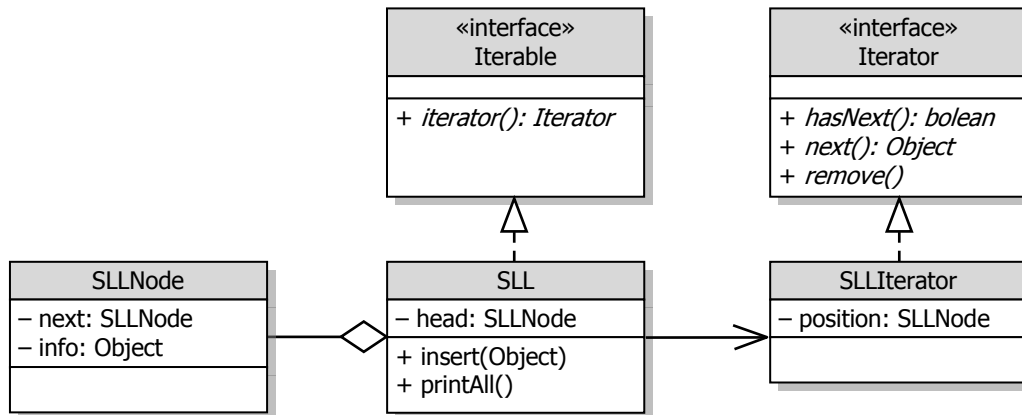 «interface»
Iterable
+ iterator(): Iterator
«interface»
Iterator
+ hasNext(): bolean
+ next(): Object
+ remove()
SLLNode
– next: SLLNode
– info: Object
SLL
– head: SLLNode
+ insert(Object)
+ printAll()
SLLIterator
– position: SLLNode